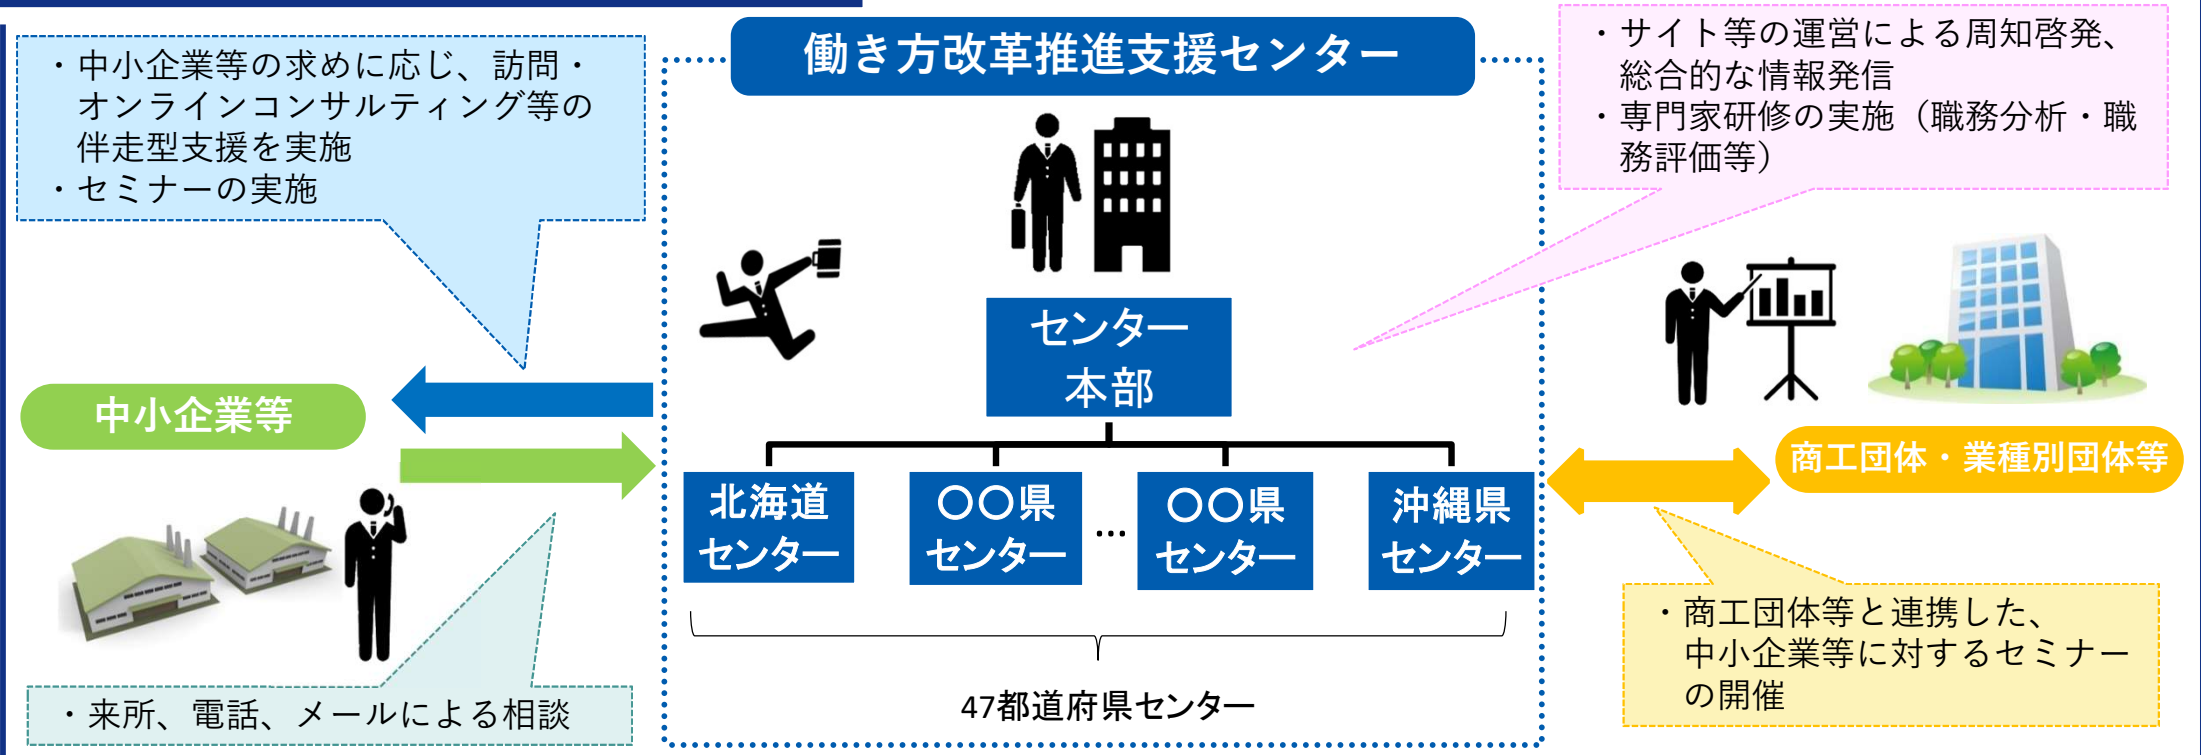 働き方改革推進支援センター
・中小企業等の求めに応じ、訪問・
オンラインコンサルティング等の
伴走型支援を実施
・セミナーの実施
・サイト等の運営による周知啓発、
総合的な情報発信
・専門家研修の実施（職務分析・職
務評価等）
センター
本部
中小企業等
商工団体・業種別団体等
北海道
センター
〇〇県
センター
…
〇〇県
センター
沖縄県
センター
47都道府県センター
・来所、電話、メールによる相談
・商工団体等と連携した、
中小企業等に対するセミナー
の開催